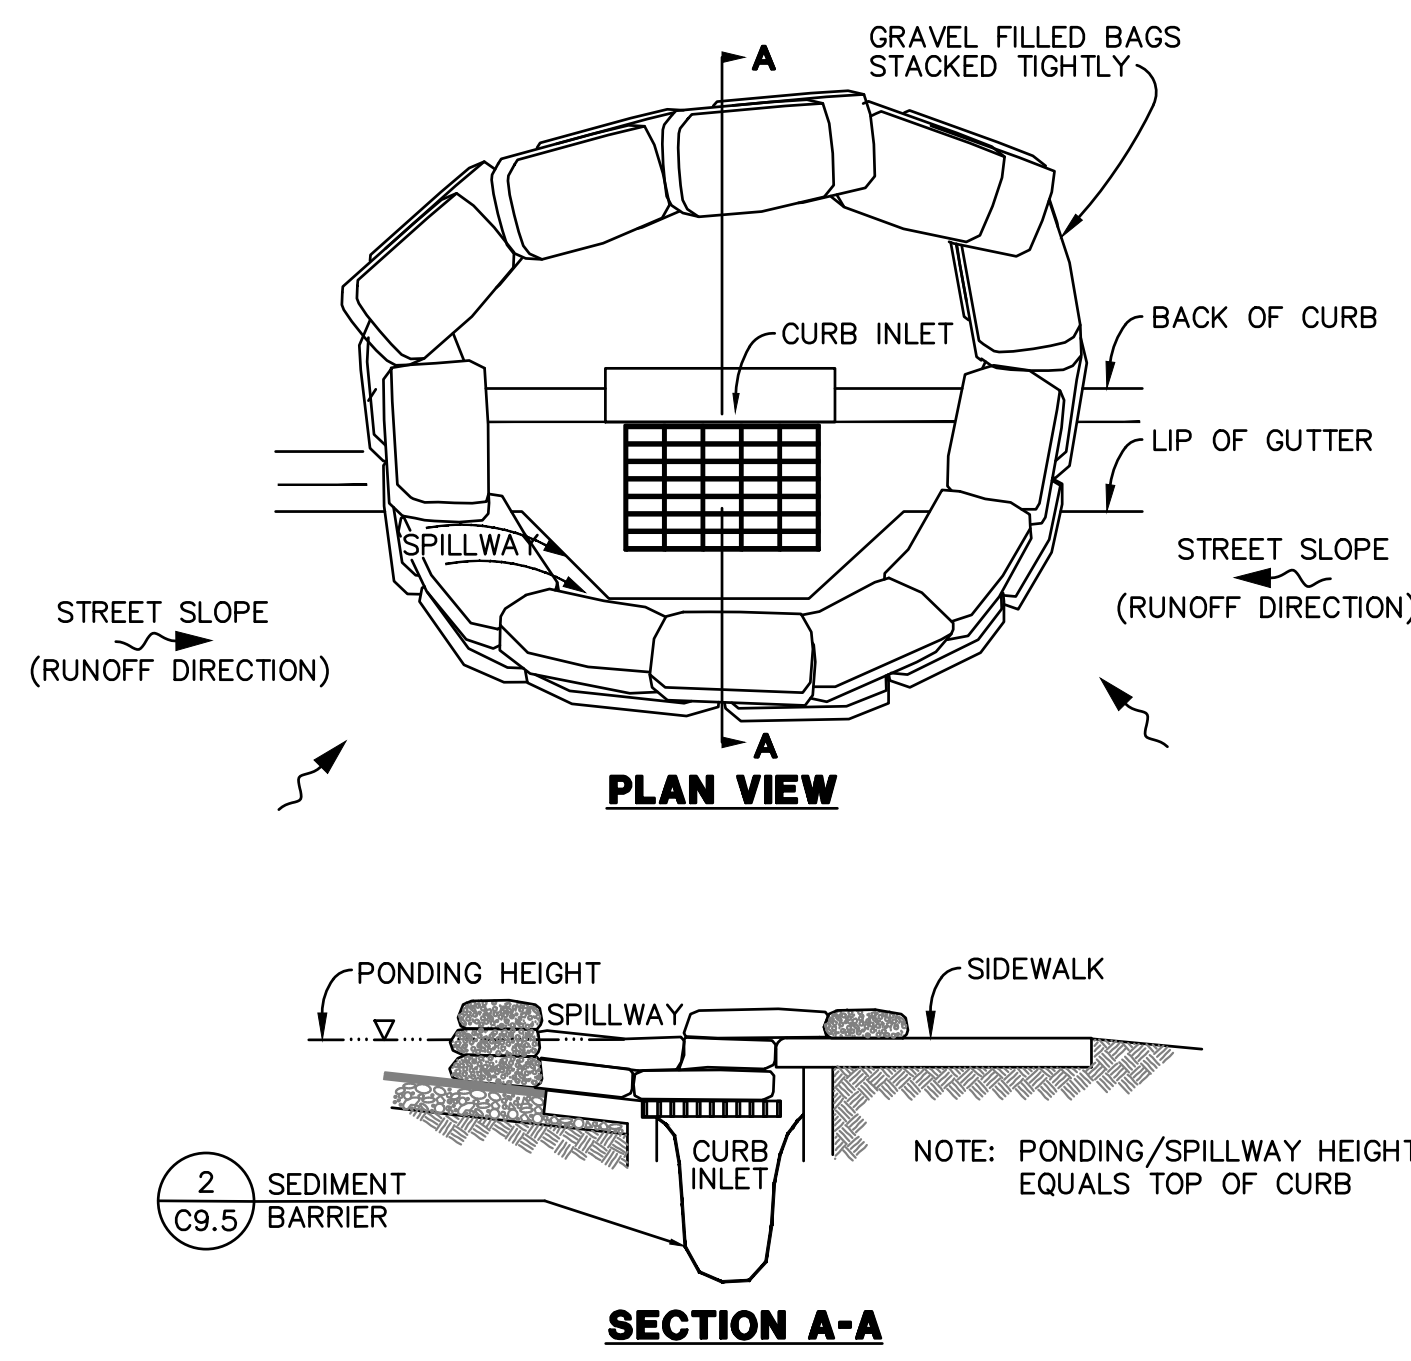 A
GRAVEL FILLED BAGS
STACKED TIGHTLY
BACK OF CURB
CURB INLET
LIP OF GUTTER
SPILLWAY
STREET SLOPE
(RUNOFF DIRECTION)
STREET SLOPE
(RUNOFF DIRECTION)
A
PLAN VIEW
PONDING HEIGHT
SPILLWAY
SIDEWALK
CURB
INLET
NOTE: PONDING/SPILLWAY HEIGHT
EQUALS TOP OF CURB
2
C9.5
SEDIMENT
BARRIER
SECTION A-A